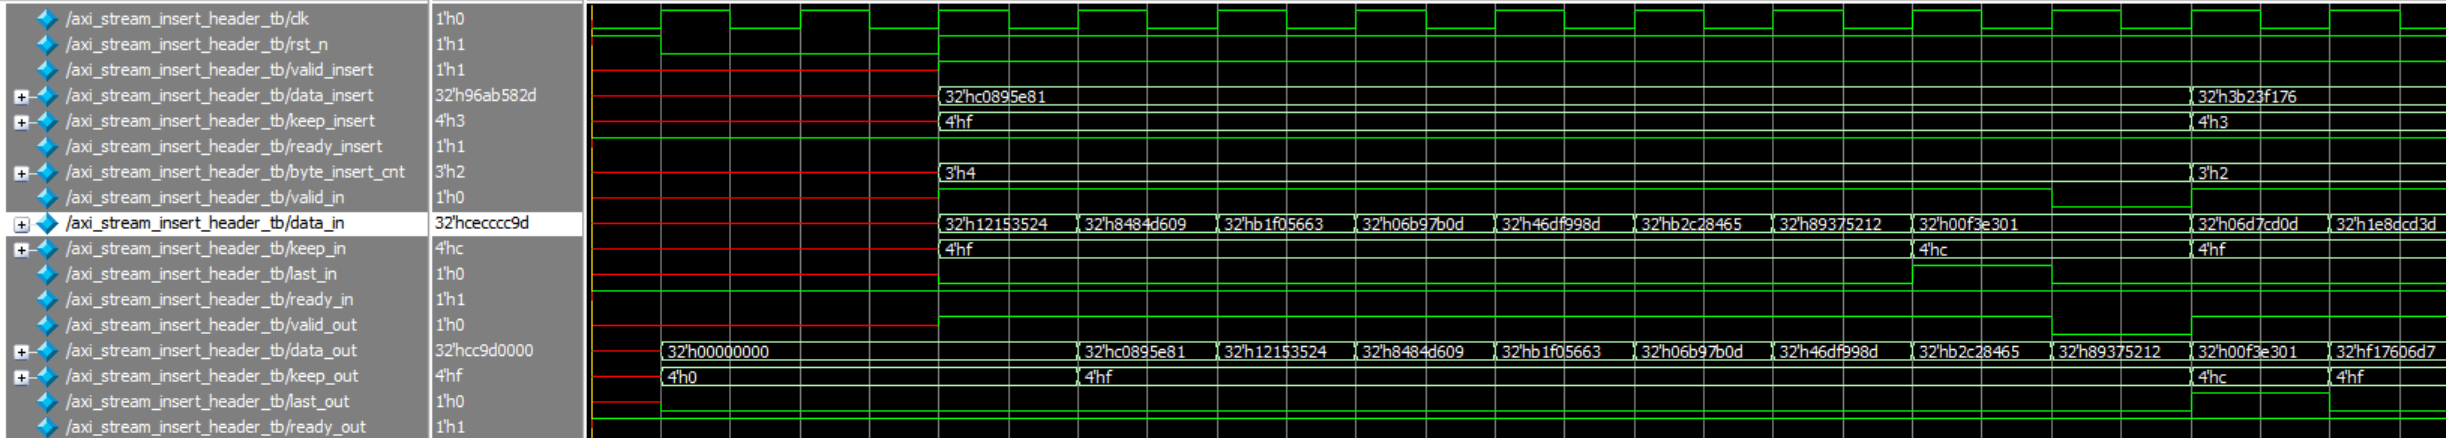 /axi_stream_insert_header_tb/clk 1'h0
/axi_stream_insert_header_tb/rst_n 1'h1
/axi_stream_insert_header_tb/valid_insert 1'h1
/axi_stream_insert_header_tb/data_insert 32'h96ab582d 32'hc0895e81 32'h3b23f176
/axi_stream_insert_header_tb/keep_insert 4'h3 4'hf 4'h3
/axi_stream_insert_header_tb/ready_insert 1'h1
/axi_stream_insert_header_tb/byte_insert_cnt 3'h2 3'h4 3'h2
/axi_stream_insert_header_tb/valid_in 1'h0
/axi_stream_insert_header_tb/data_in 32'hcecccc9d 32'h12153524 32'h8484d609 32'hb1f05663 32'h06b97b0d 32'h46df998d 32'hb2c28465 32'h89375212 32'h00f3e301 32'h06d7cd0d 32'h1e8dcd3d
/axi_stream_insert_header_tb/keep_in 4'hc 4'hf 4'hc 4'hf
/axi_stream_insert_header_tb/last_in 1'h0
/axi_stream_insert_header_tb/ready_in 1'h1
/axi_stream_insert_header_tb/valid_out 1'h0
/axi_stream_insert_header_tb/data_out 32'hcc9d0000 32'h00000000 32'hc0895e81 32'h12153524 32'h8484d609 32'hb1f05663 32'h06b97b0d 32'h46df998d 32'hb2c28465 32'h89375212 32'h00f3e301 32'hf17606d7
/axi_stream_insert_header_tb/keep_out 4'hf 4'h0 4'hf 4'hc 4'hf
/axi_stream_insert_header_tb/last_out 1'h0
/axi_stream_insert_header_tb/ready_out 1'h1